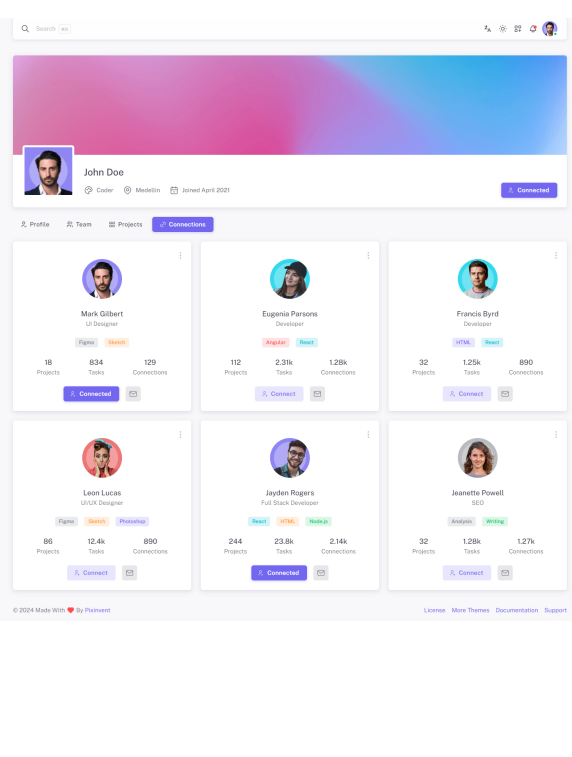 Search ⌘K
John Doe
Coder Medellin Joined April 2021
Connected
Profile Team Projects Connections
Mark Gilbert
UI Designer
Figma Sketch
18 834 129
Projects Tasks Connections
Connected
Eugenia Parsons
Developer
Angular React
112 2.31k 1.28k
Projects Tasks Connections
Connect
Francis Byrd
Developer
HTML React
32 1.25k 890
Projects Tasks Connections
Connect
Leon Lucas
UI/UX Designer
Figma Sketch Photoshop
86 12.4k 890
Projects Tasks Connections
Connect
Jayden Rogers
Full Stack Developer
React HTML Node.js
244 23.8k 2.14k
Projects Tasks Connections
Connected
Jeanette Powell
SEO
Analysis Writing
32 1.28k 1.27k
Projects Tasks Connections
Connect
© 2024 Made With ❤️ By Pixinvent
License More Themes Documentation Support